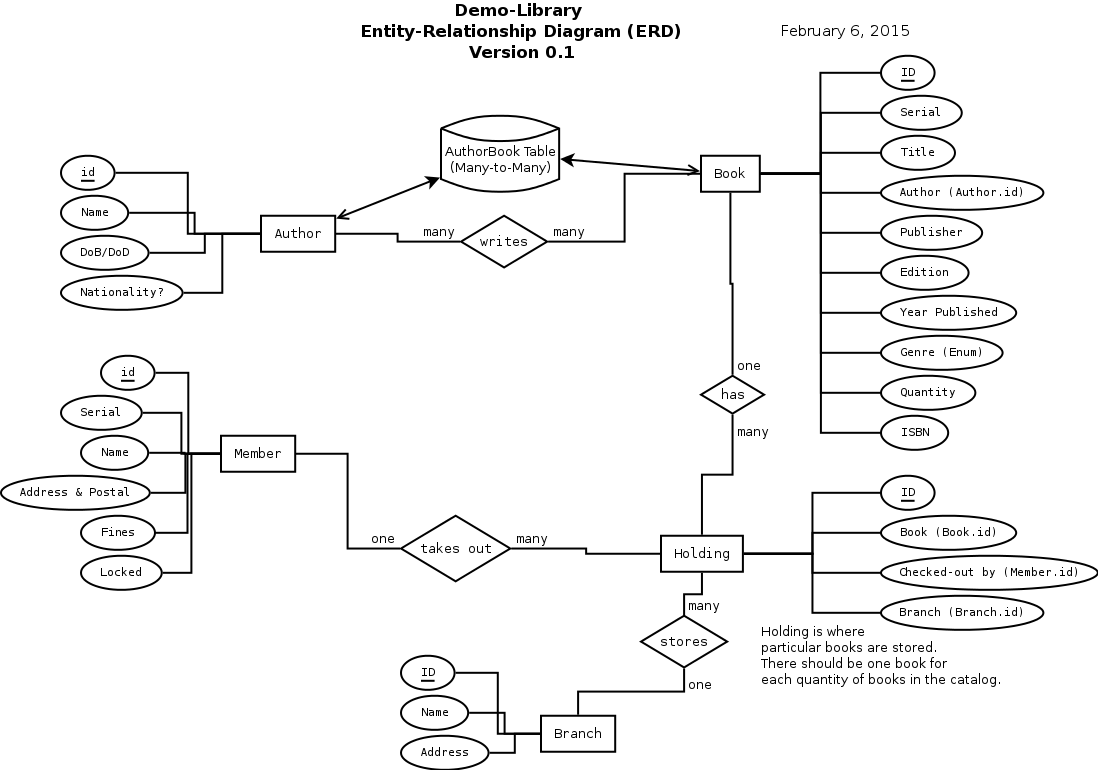 Demo-Library
Entity-Relationship Diagram (ERD)
Version 0.1
February 6, 2015
ID
Serial
Title
Author (Author.id)
Publisher
Edition
Year Published
Genre (Enum)
Quantity
ISBN
Book
AuthorBook Table
(Many-to-Many)
id
Name
DoB/DoD
Nationality?
Author
many
writes
many
one
has
many
id
Serial
Name
Address & Postal
Fines
Locked
Member
one
takes out
many
Holding
ID
Book (Book.id)
Checked-out by (Member.id)
Branch (Branch.id)
Holding is where
particular books are stored.
There should be one book for
each quantity of books in the catalog.
many
stores
one
ID
Name
Address
Branch